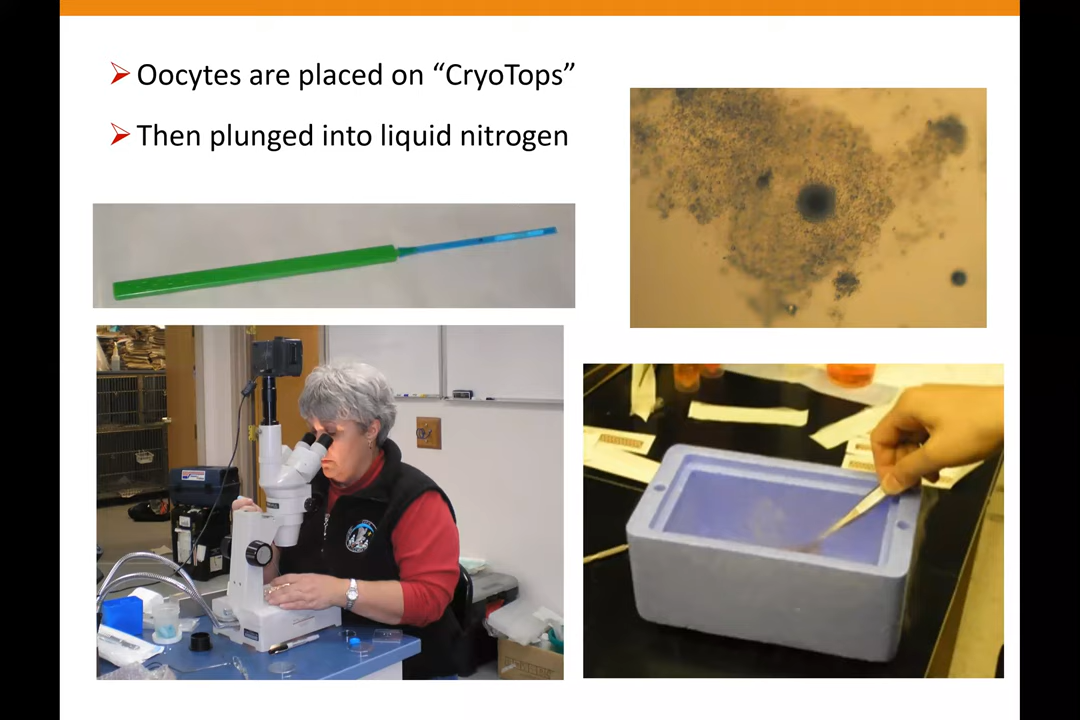 Oocytes are placed on “CryoTops”
Then plunged into liquid nitrogen